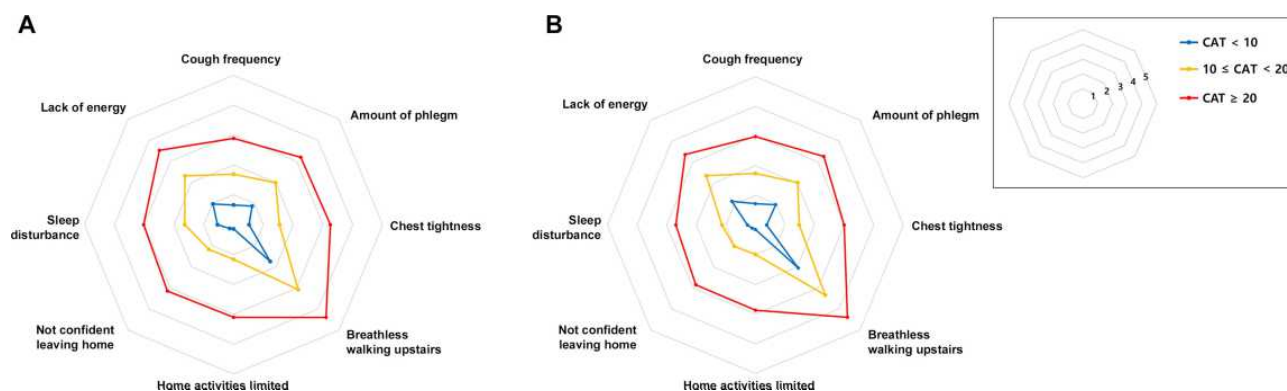 A
Cough frequency
Lack of energy
Amount of phlegm
Sleep
disturbance
Chest tightness
Not confident
leaving home
Breathless
walking upstairs
Home activities limited
B
Cough frequency
Lack of energy
Amount of phlegm
Sleep
disturbance
Chest tightness
Not confident
leaving home
Breathless
walking upstairs
Home activities limited
1 2 3 4 5
CAT < 10
10 ≤ CAT < 20
CAT ≥ 20